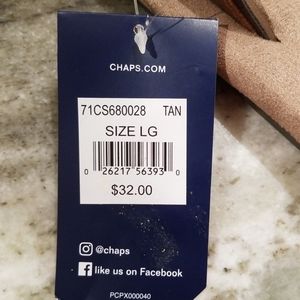 CHAPS.COM
71CS680028 TAN
SIZE LG
0 26217 56393 0
$32.00
@chaps
like us on Facebook
PCPX000040